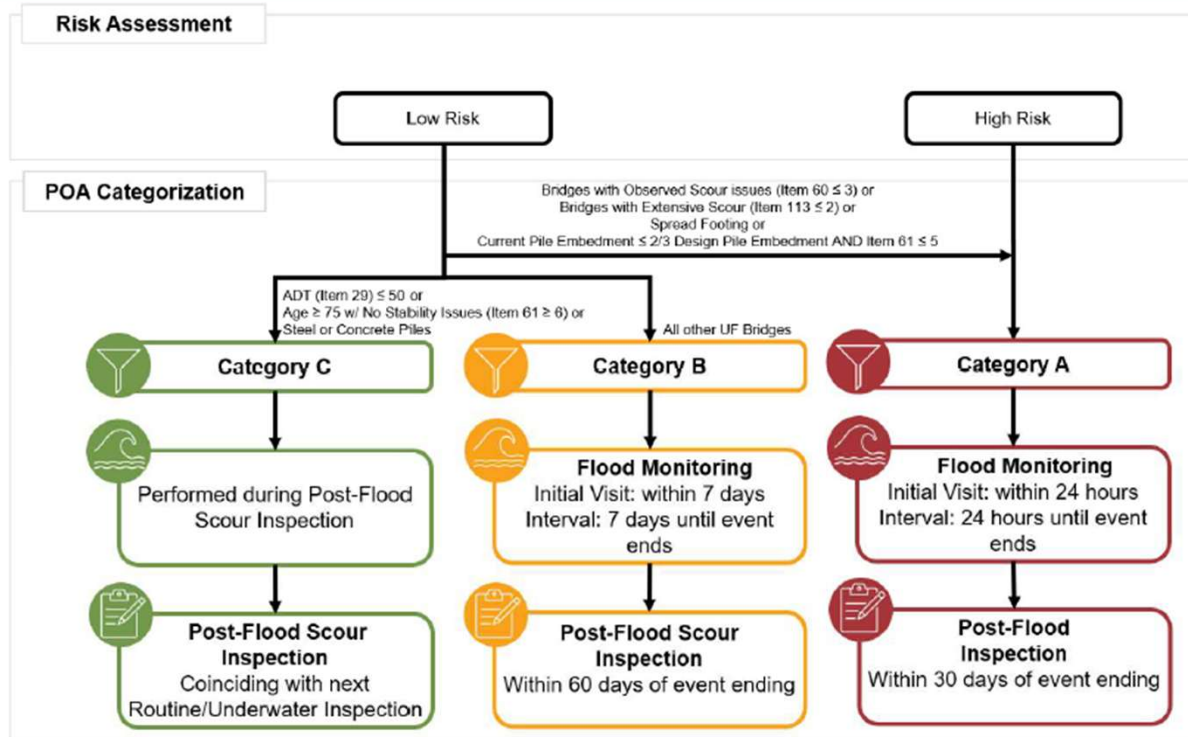 Risk Assessment
Low Risk
High Risk
POA Categorization
Bridges with Observed Scour issues (Item 60 ≤ 3) or
Bridges with Extensive Scour (Item 113 ≤ 2) or
Spread Footing or
Current Pile Embedment ≤ 2/3 Design Pile Embedment AND Item 61 ≤ 5
ADT (Item 29) ≤ 50 or
Age ≥ 75 w/ No Stability Issues (Item 61 ≥ 6) or
Steel or Concrete Piles
All other UF Bridges
Category C
Category B
Category A
Performed during Post-Flood
Scour Inspection
Flood Monitoring
Initial Visit: within 7 days
Interval: 7 days until event
ends
Flood Monitoring
Initial Visit: within 24 hours
Interval: 24 hours until event
ends
Post-Flood Scour
Inspection
Coinciding with next
Routine/Underwater Inspection
Post-Flood Scour
Inspection
Within 60 days of event ending
Post-Flood
Inspection
Within 30 days of event ending